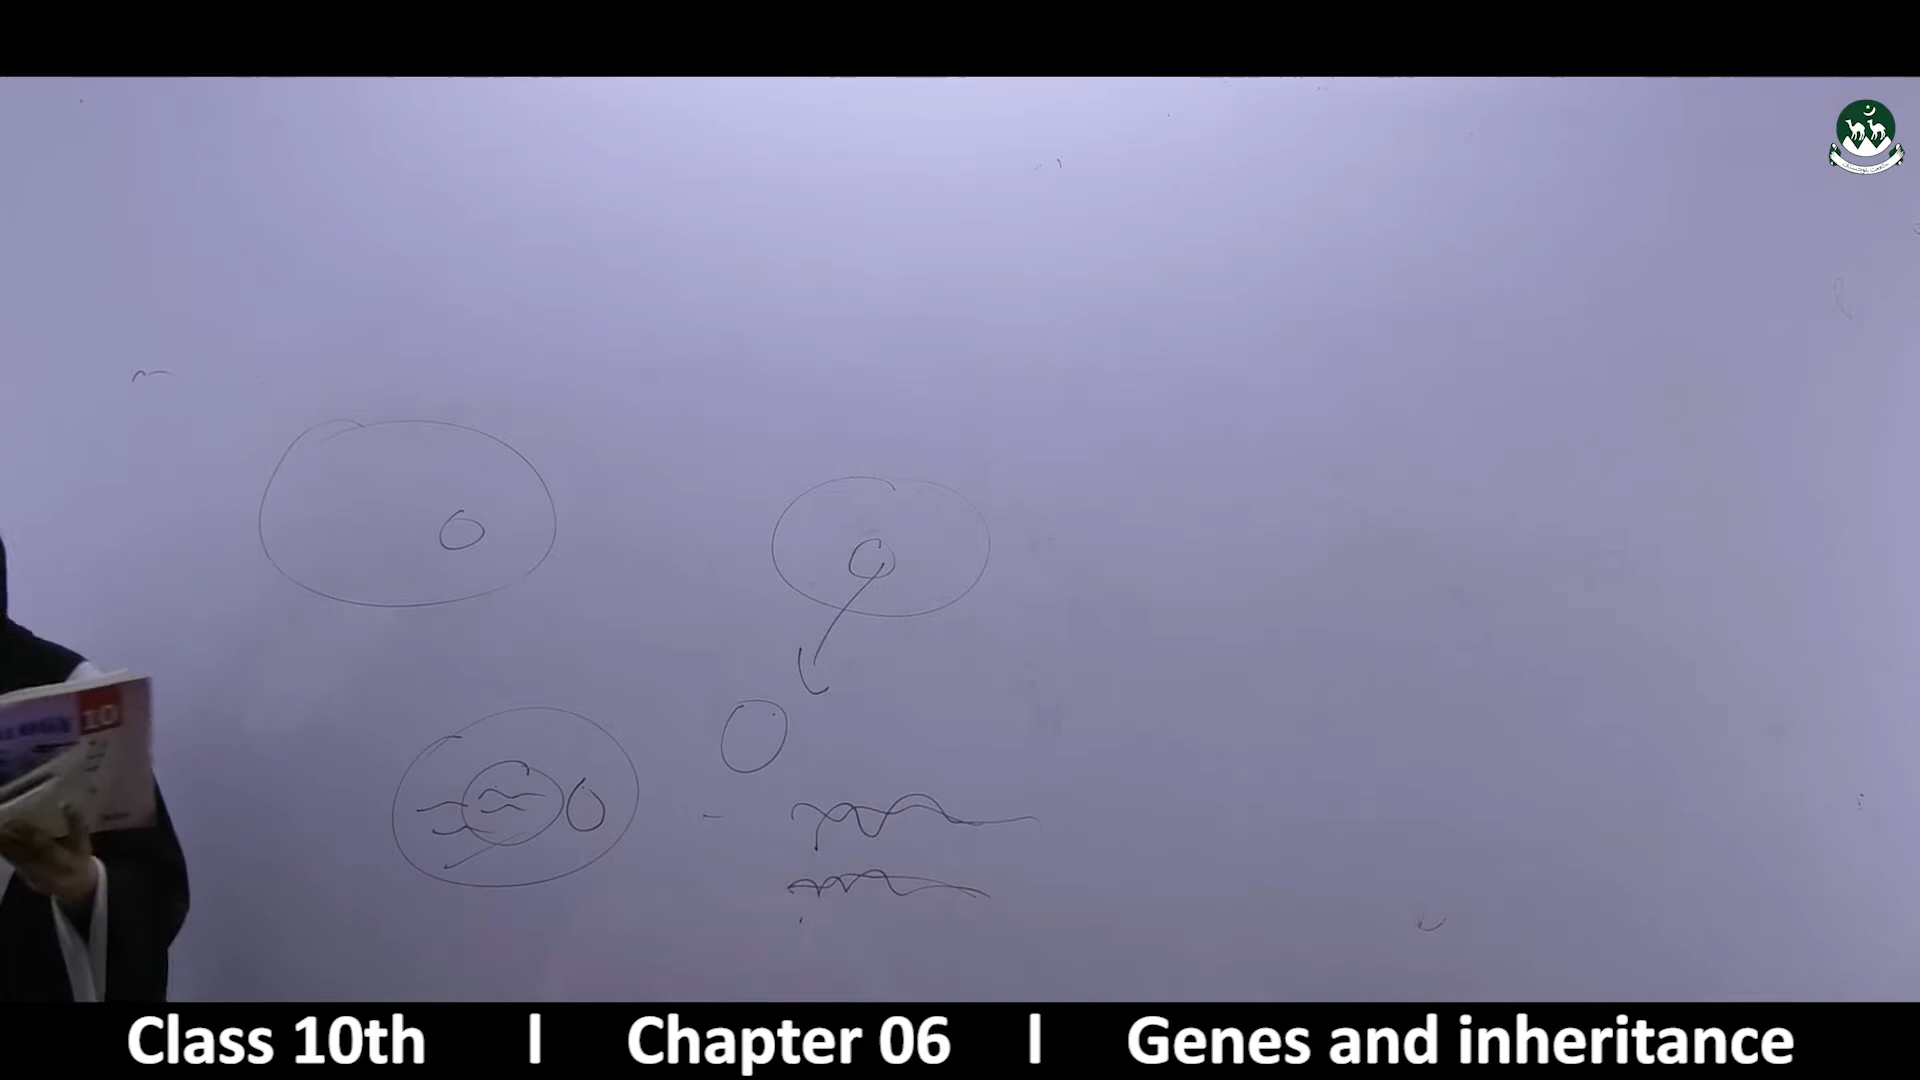 10
Class 10th l Chapter 06 l Genes and inheritance